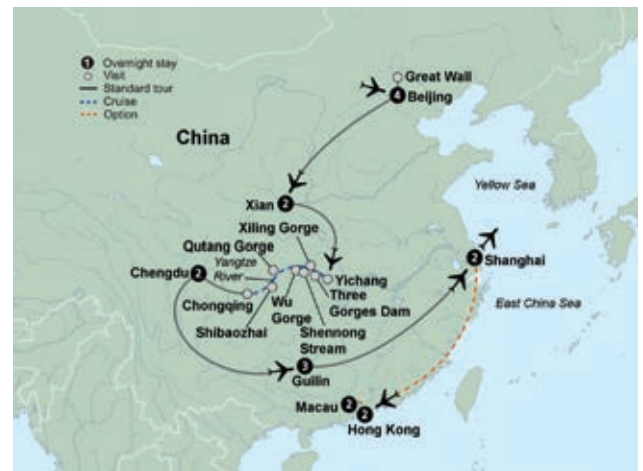 1 Overnight stay
Visit
Standard tour
Cruise
Option
Great Wall
4 Beijing
China
Yellow Sea
Xian 2
Xiling Gorge
Qutang Gorge
Yangtze
River
Chengdu
2
Shanghai
2
Yichang
Three
Gorges Dam
East China Sea
Chongqing
Wu
Gorge
Shibaozhai
Shennong
Stream
3
Guilin
Macau 2
2
Hong Kong